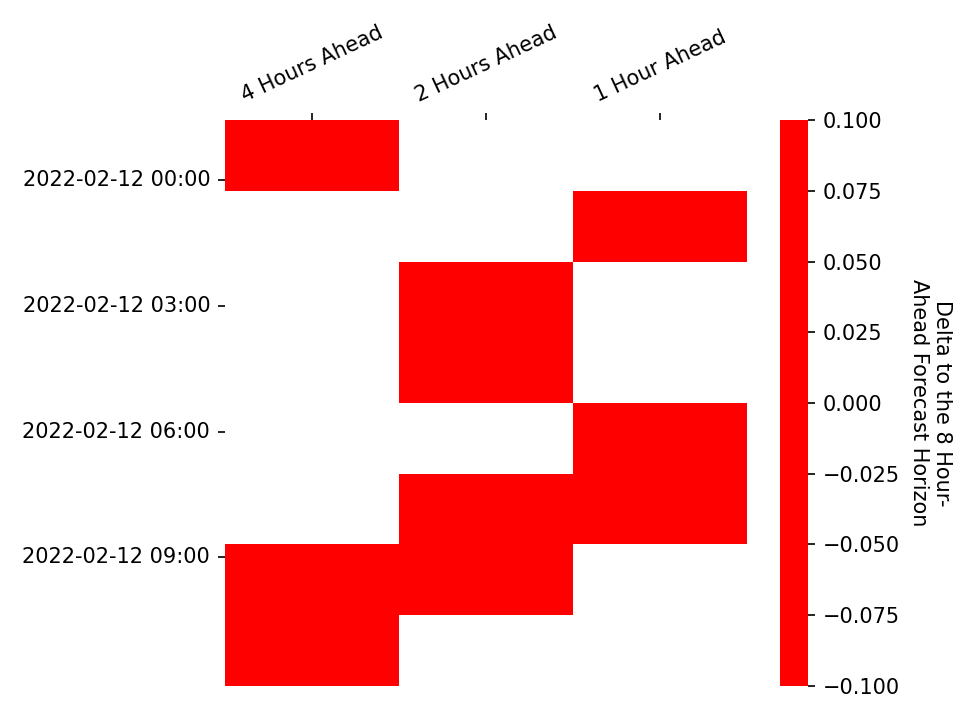 4 Hours Ahead
2 Hours Ahead
1 Hour Ahead
2022-02-12 00:00
2022-02-12 03:00
2022-02-12 06:00
2022-02-12 09:00
0.100
0.075
0.050
0.025
0.000
−0.025
−0.050
−0.075
−0.100
Delta to the 8 Hour-
Ahead Forecast Horizon